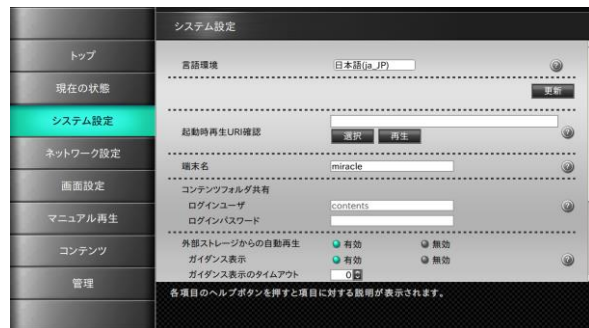 システム設定
トップ
現在の状態
システム設定
ネットワーク設定
画面設定
マニュアル再生
コンテンツ
管理
言語環境 日本語(ja_JP)
更新
起動時再生URI確認
選択 再生
端末名 miracle
コンテンツフォルダ共有
ログインユーザ contents
ログインパスワード
外部ストレージからの自動再生 有効 無効
ガイダンス表示 有効 無効
ガイダンス表示のタイムアウト 0
各項目のヘルプボタンを押すと項目に対する説明が表示されます。